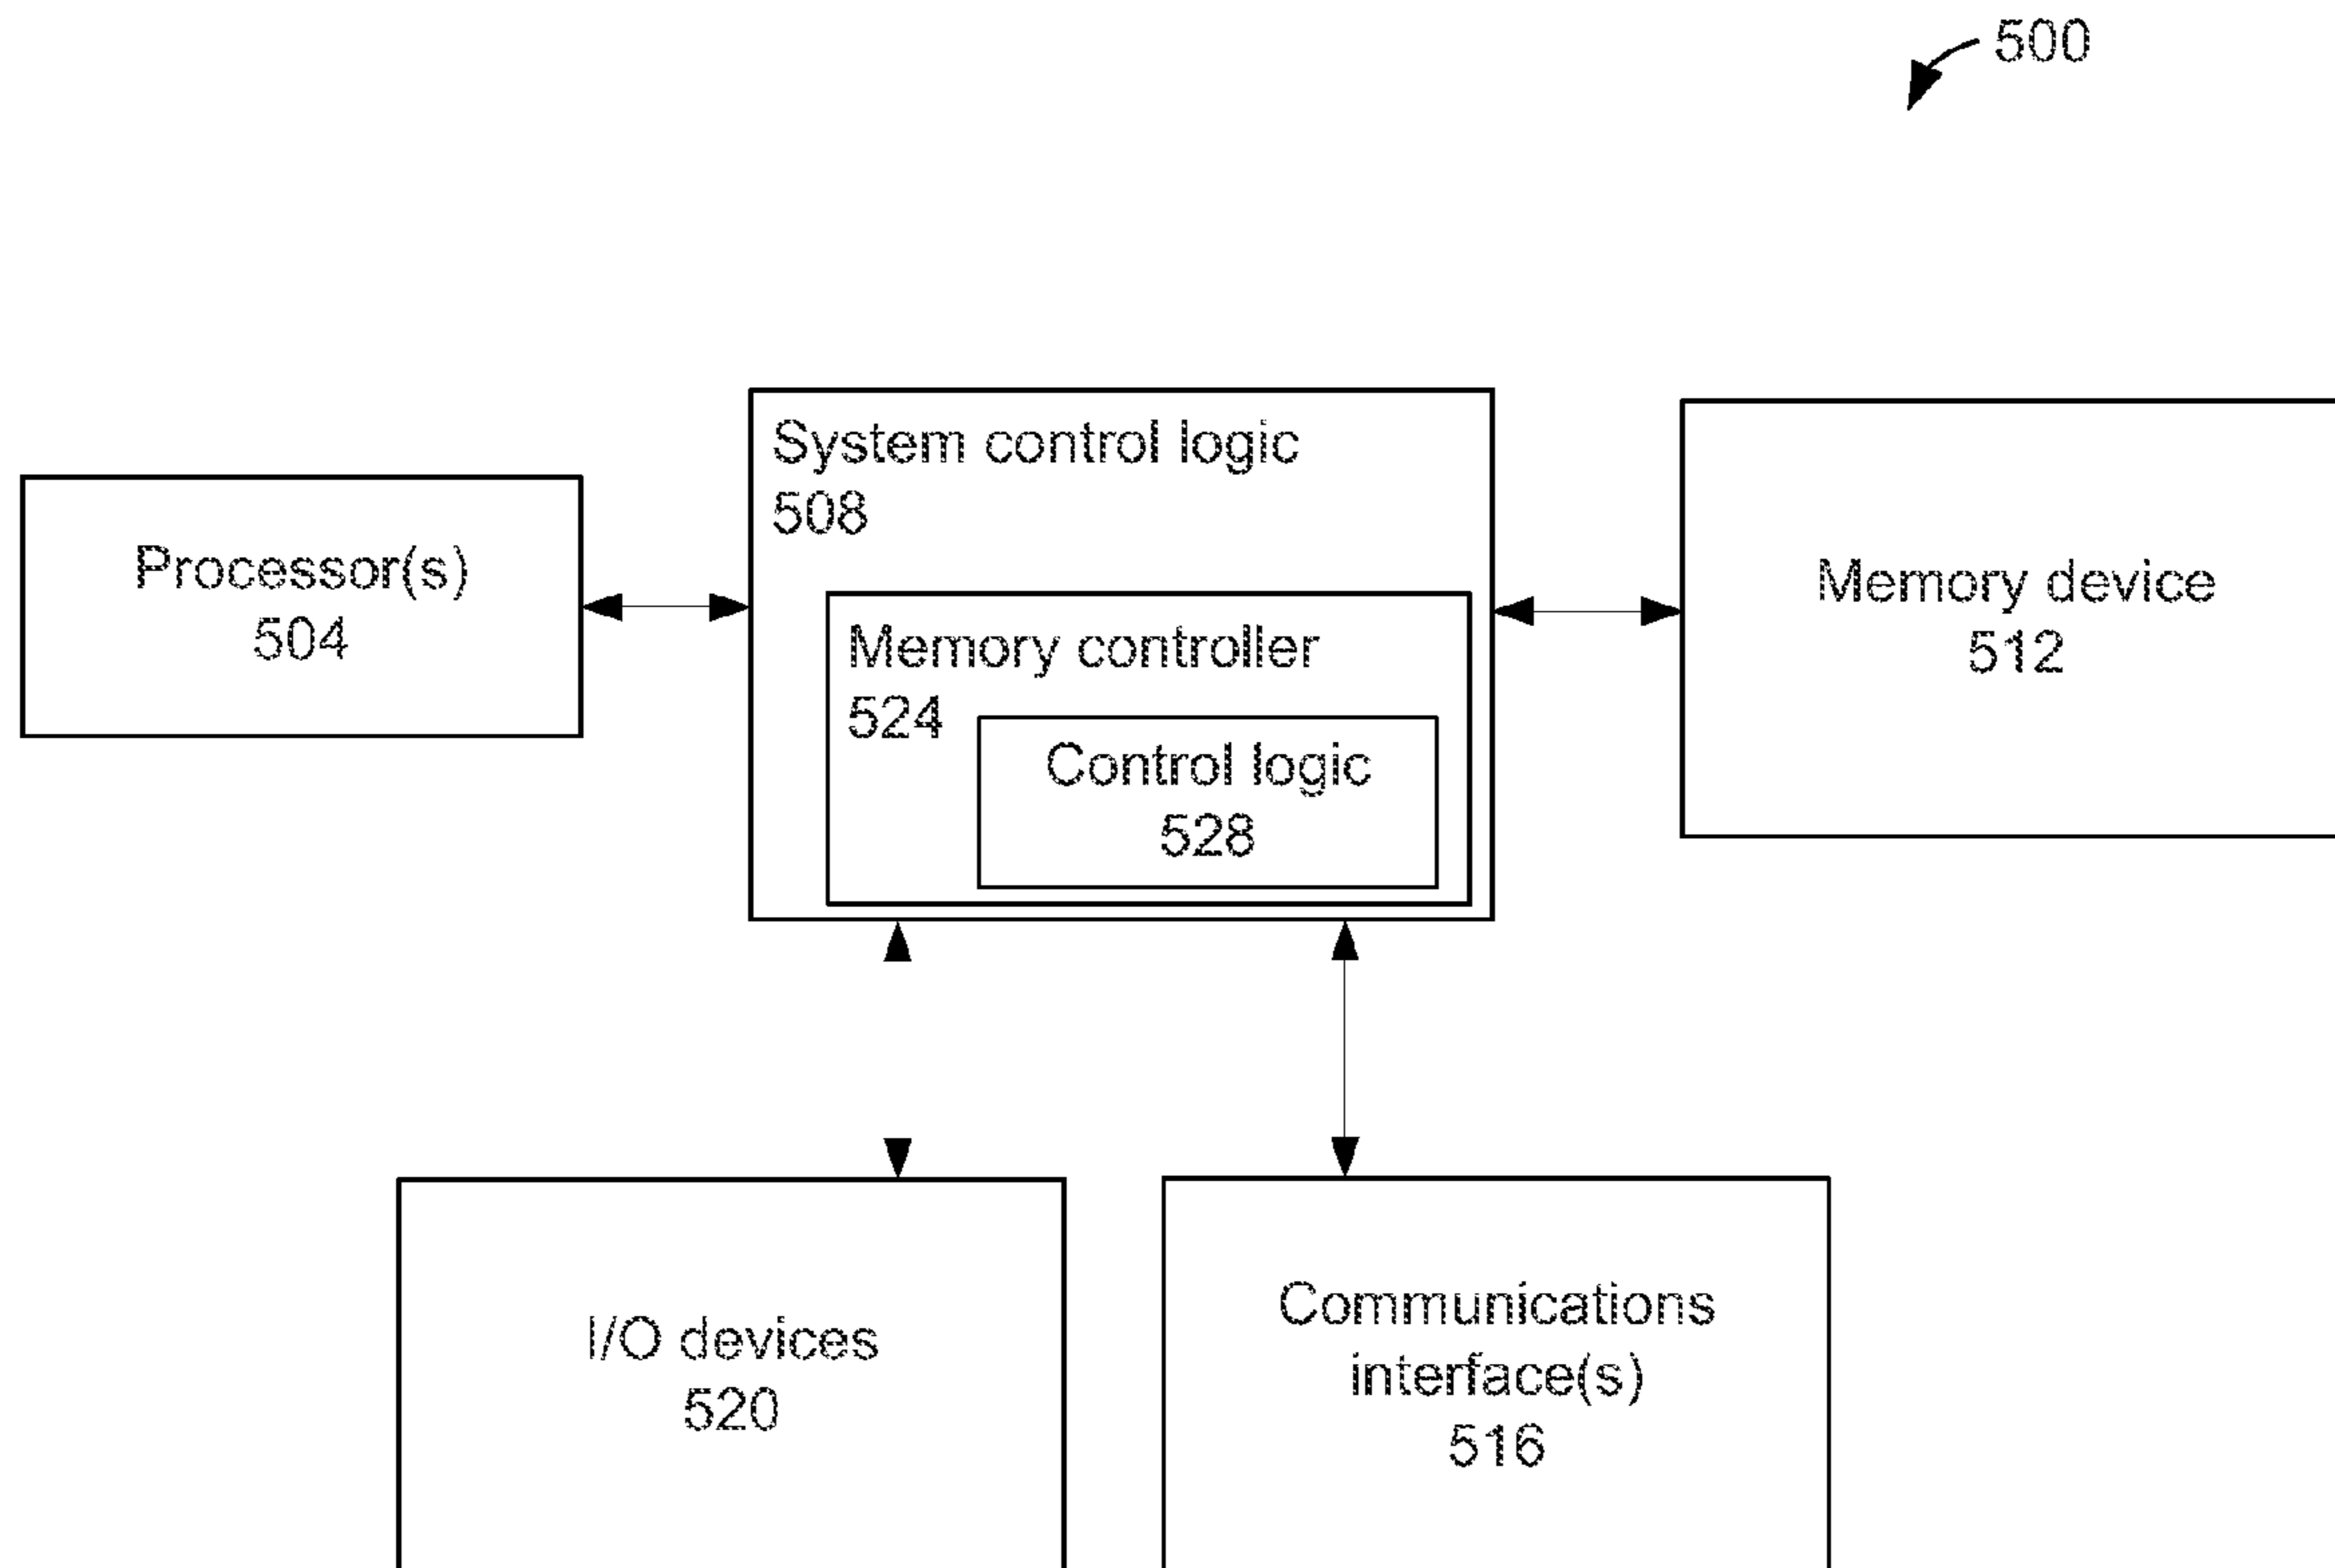 500
System control logic
508
Processor(s)
504
Memory controller
524
Control logic
528
Memory device
512
I/O devices
520
Communications
interface(s)
516